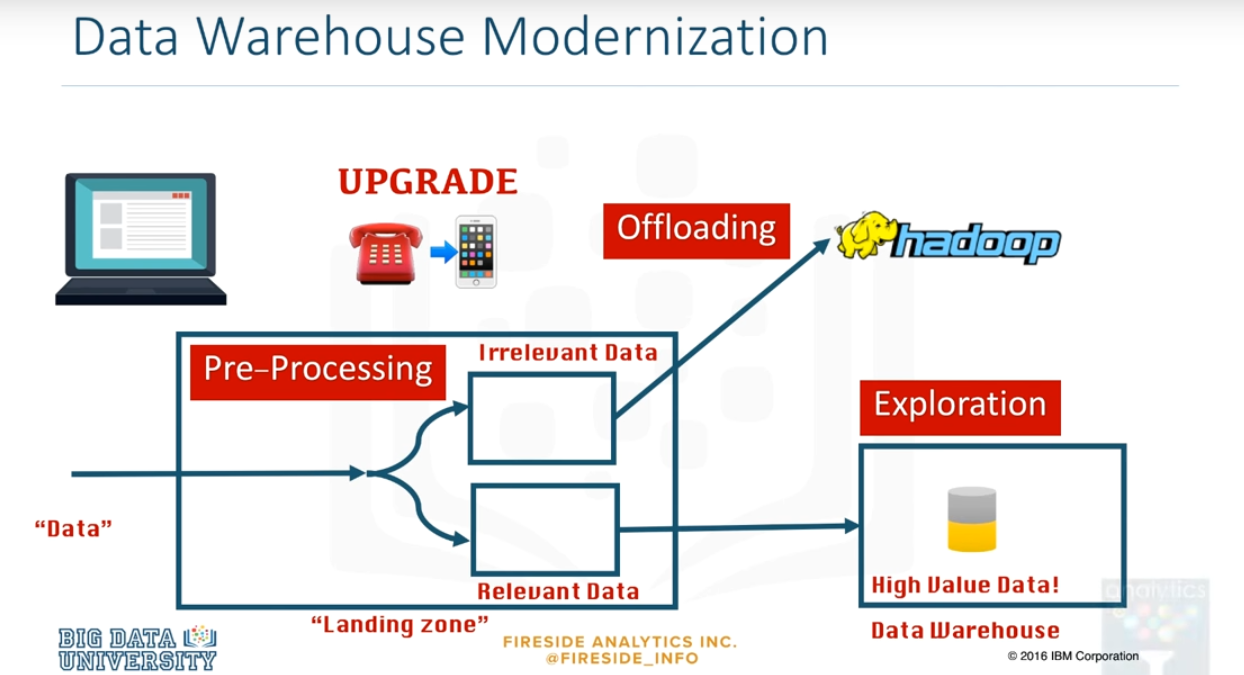 Data Warehouse Modernization
UPGRADE
Offloading
hadoop
Pre-Processing
Irrelevant Data
Exploration
"Data"
Relevant Data
High Value Data!
"Landing zone"
Data Warehouse
BIG DATA
UNIVERSITY
FIRESIDE ANALYTICS INC.
@FIRESIDE_INFO
© 2016 IBM Corporation
analytics